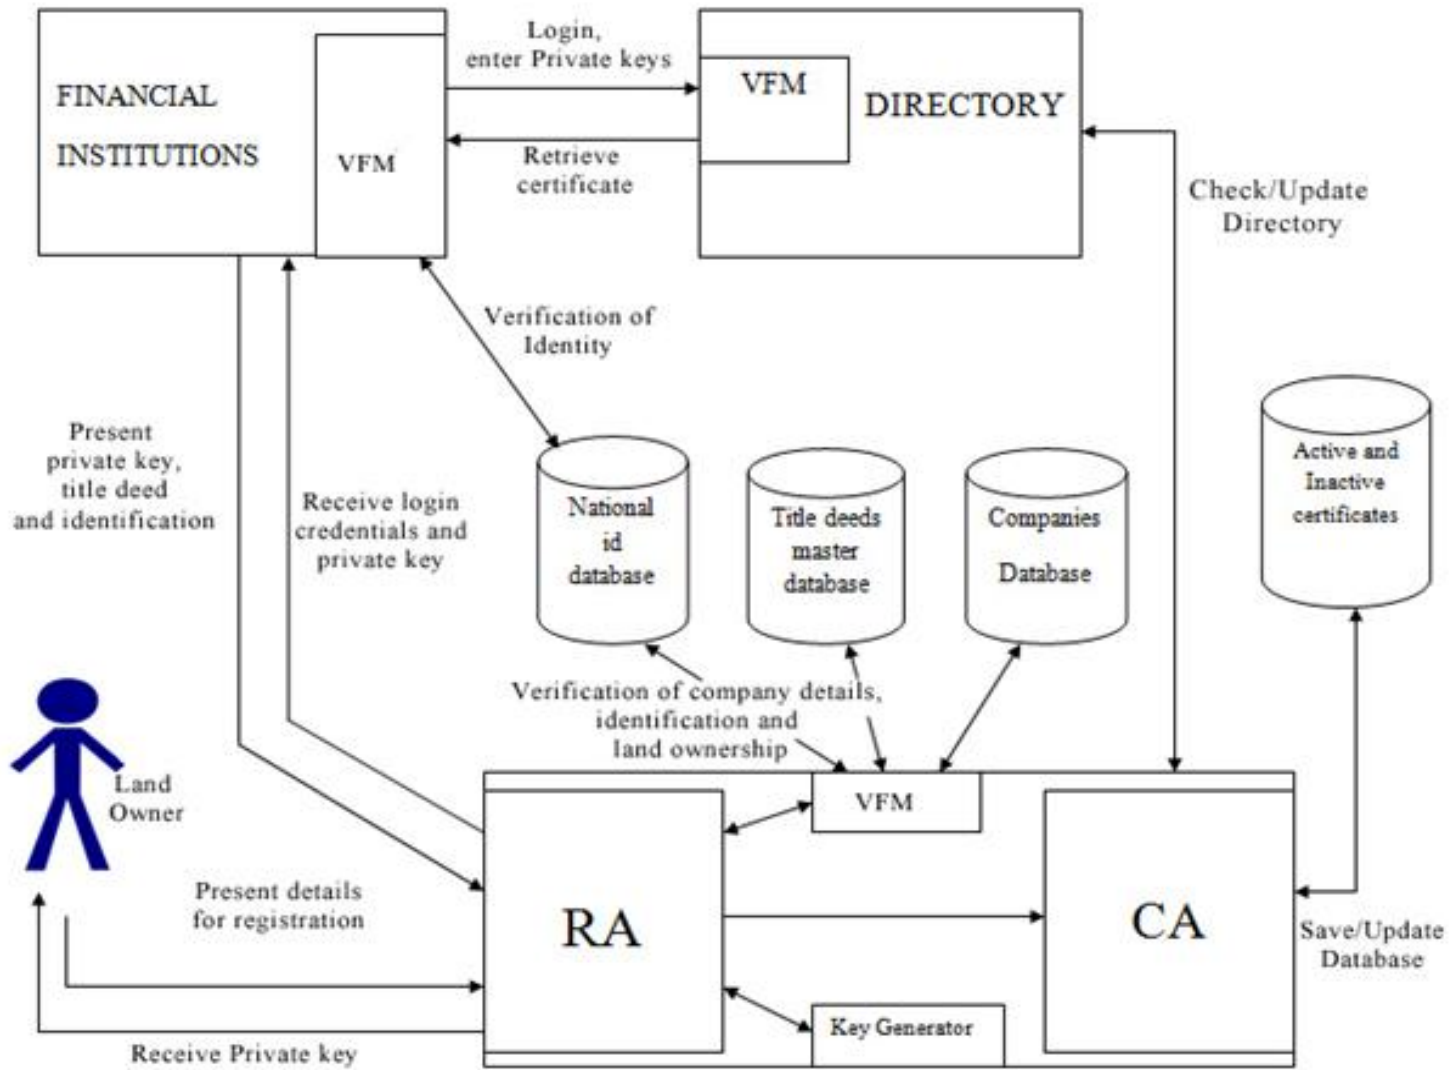 FINANCIAL
INSTITUTIONS
VFM
Login,
enter Private keys
Retrieve
certificate
VFM
DIRECTORY
Check/Update
Directory
Verification of
Identity
Present
private key,
title deed
and identification
Receive login
credentials and
private key
National
id
database
Title deeds
master
database
Companies
Database
Active and
Inactive
certificates
Verification of company details,
identification and
land ownership
Land
Owner
VFM
Present details
for registration
RA
CA
Save/Update
Database
Key Generator
Receive Private key